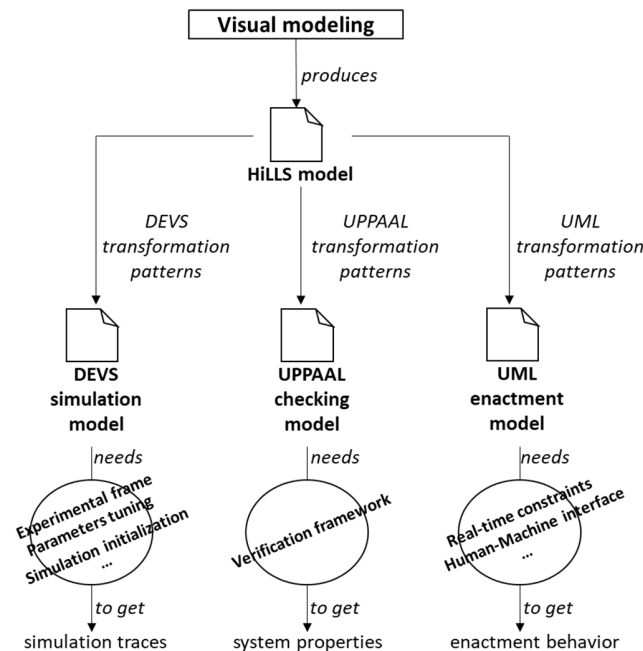 Visual modeling
produces
HiLLS model
DEVS
transformation
patterns
UPPAAL
transformation
patterns
UML
transformation
patterns
DEVS
simulation
model
UPPAAL
checking
model
UML
enactment
model
needs
needs
needs
Experimental frame
Parameters tuning
Simulation initialization
...
Verification framework
Real-time constraints
Human-Machine interface
...
to get
to get
to get
simulation traces
system properties
enactment behavior